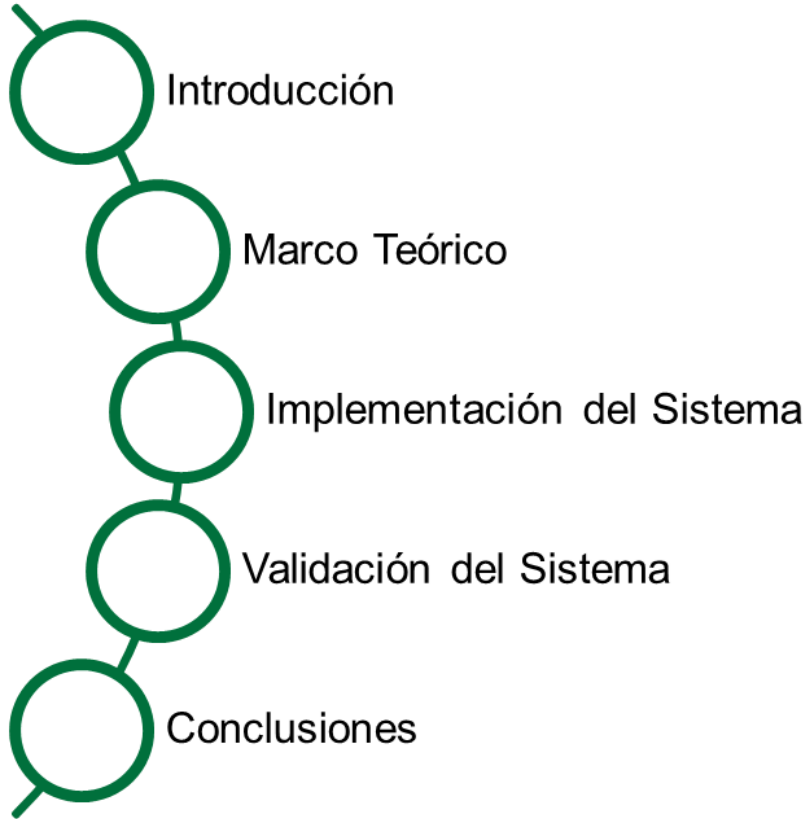 Introducción
Marco Teórico
Implementación del Sistema
Validación del Sistema
Conclusiones